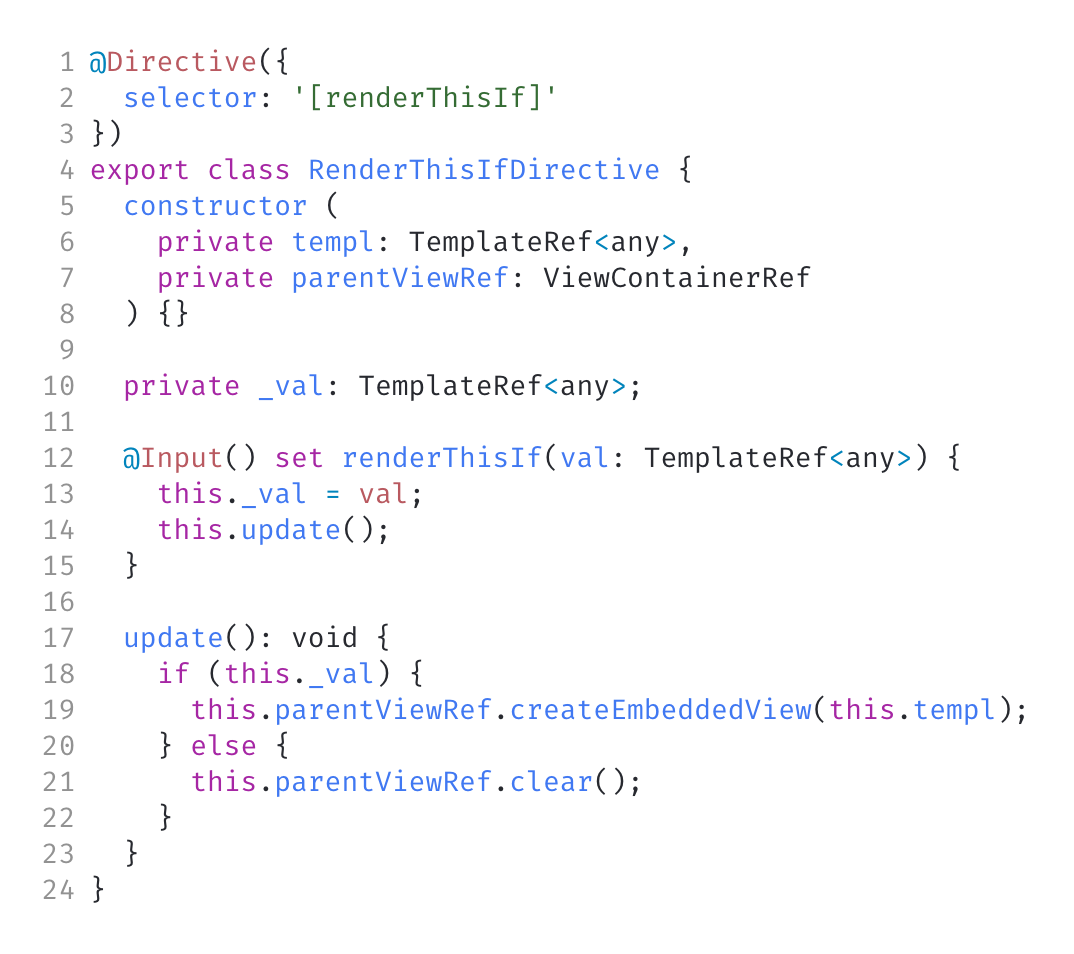 1 @Directive({
2   selector: '[renderThisIf]'
3 })
4 export class RenderThisIfDirective {
5   constructor (
6     private templ: TemplateRef<any>,
7     private parentViewRef: ViewContainerRef
8   ) {}
9
10   private _val: TemplateRef<any>;
11
12   @Input() set renderThisIf(val: TemplateRef<any>) {
13     this._val = val;
14     this.update();
15   }
16
17   update(): void {
18     if (this._val) {
19       this.parentViewRef.createEmbeddedView(this.templ);
20     } else {
21       this.parentViewRef.clear();
22     }
23   }
24 }